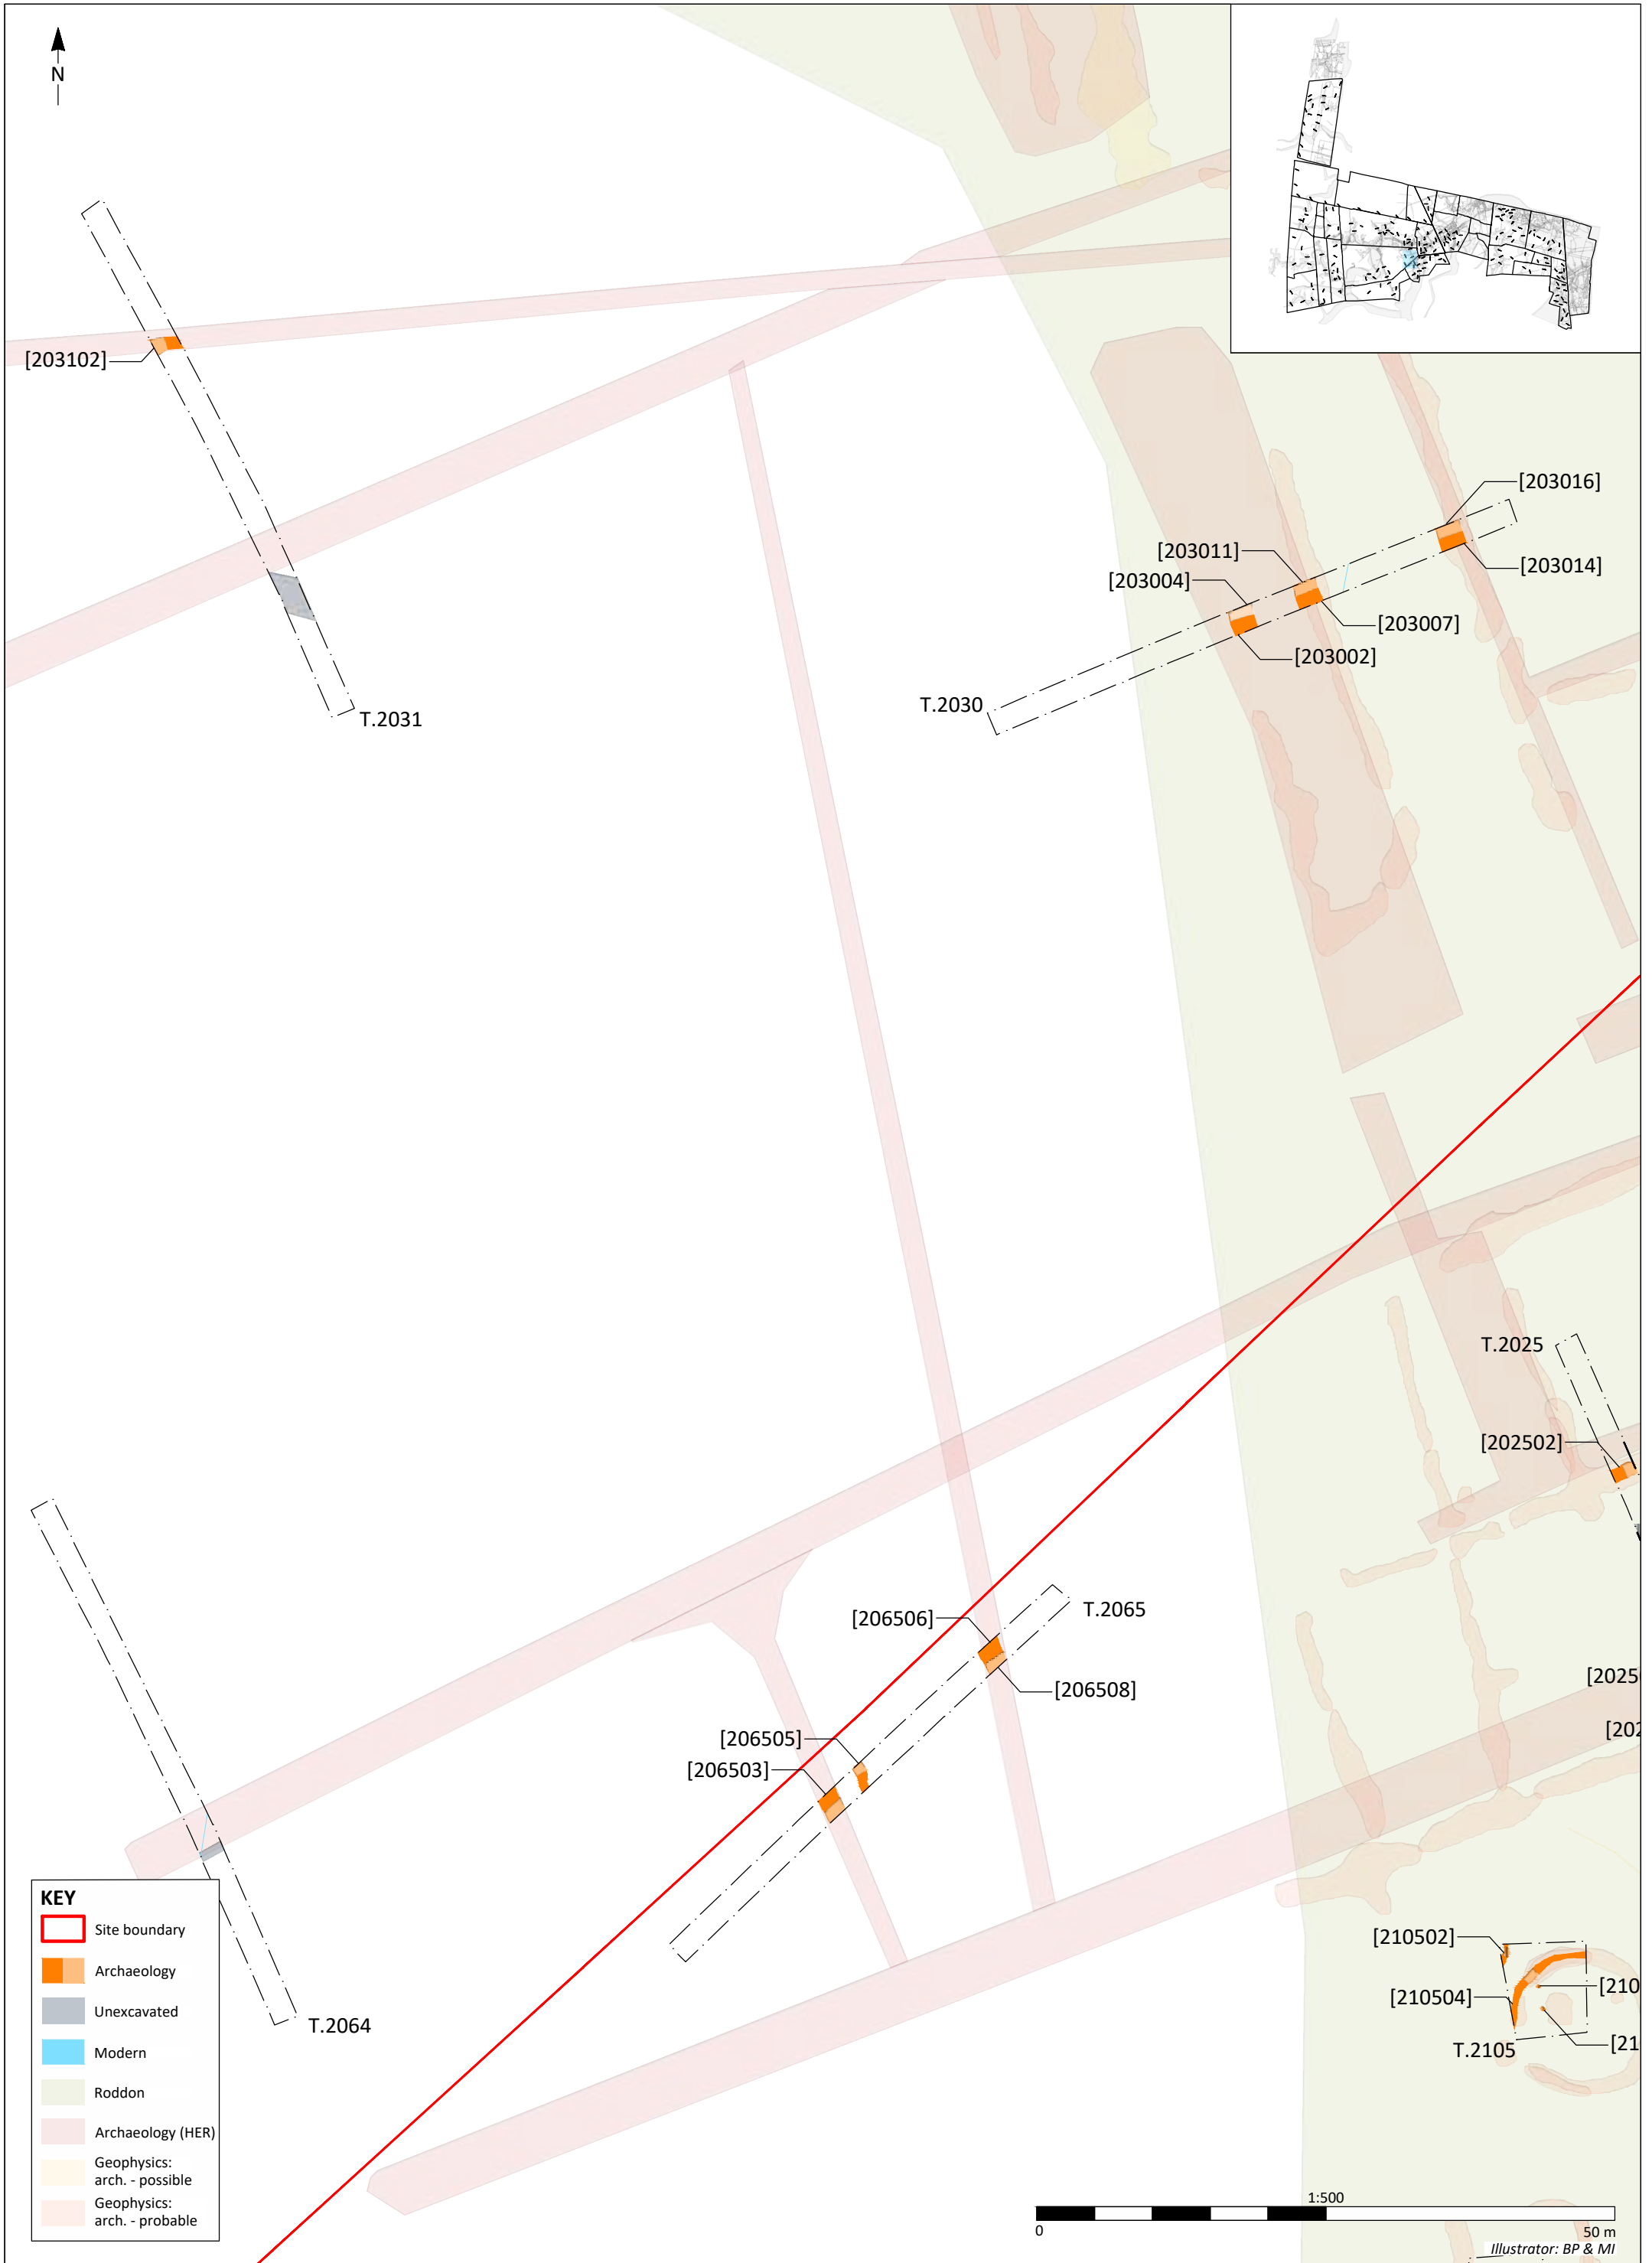 N
[203102]
[203016]
[203011]
[203014]
[203004]
[203007]
[203002]
T.2030
T.2031
T.2025
[202502]
T.2065
[206506]
[206508]
[206505]
[206503]
T.2064
[210502]
[210504]
T.2105
KEY
Site boundary
Archaeology
Unexcavated
Modern
Roddon
Archaeology (HER)
Geophysics:
arch. - possible
Geophysics:
arch. - probable
1:500
0
50 m
Illustrator: BP & MI